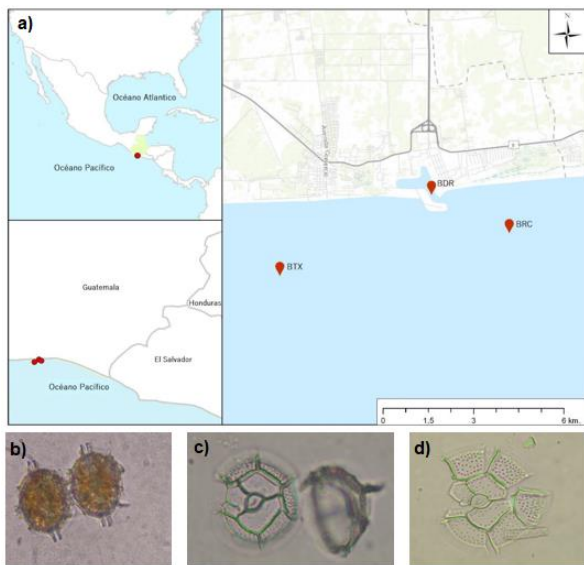 a)
N
Océano Atlantico
Océano Pacífico
BDR
BRC
BTX
Guatemala
Honduras
El Salvador
Océano Pacífico
0 1.5 3 6 km.
b)
c)
d)